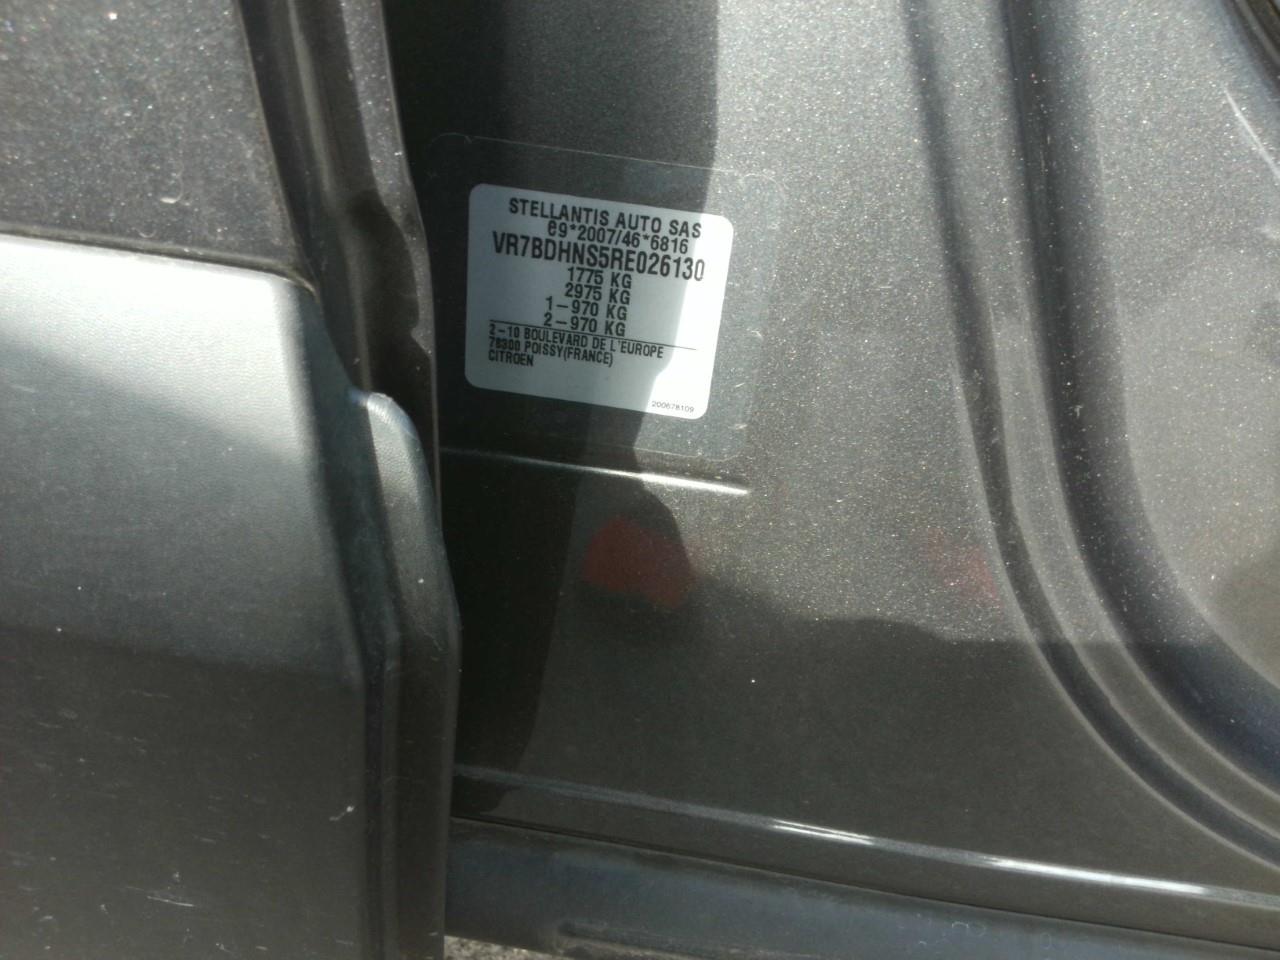 STELLANTIS AUTO SAS
e9*2007/46*6816
VR7BDHNS5RE026130
1775 KG
2975 KG
1-970 KG
2-970 KG
2-10 BOULEVARD DE L'EUROPE
78300 POISSY(FRANCE)
CITROEN
200678109